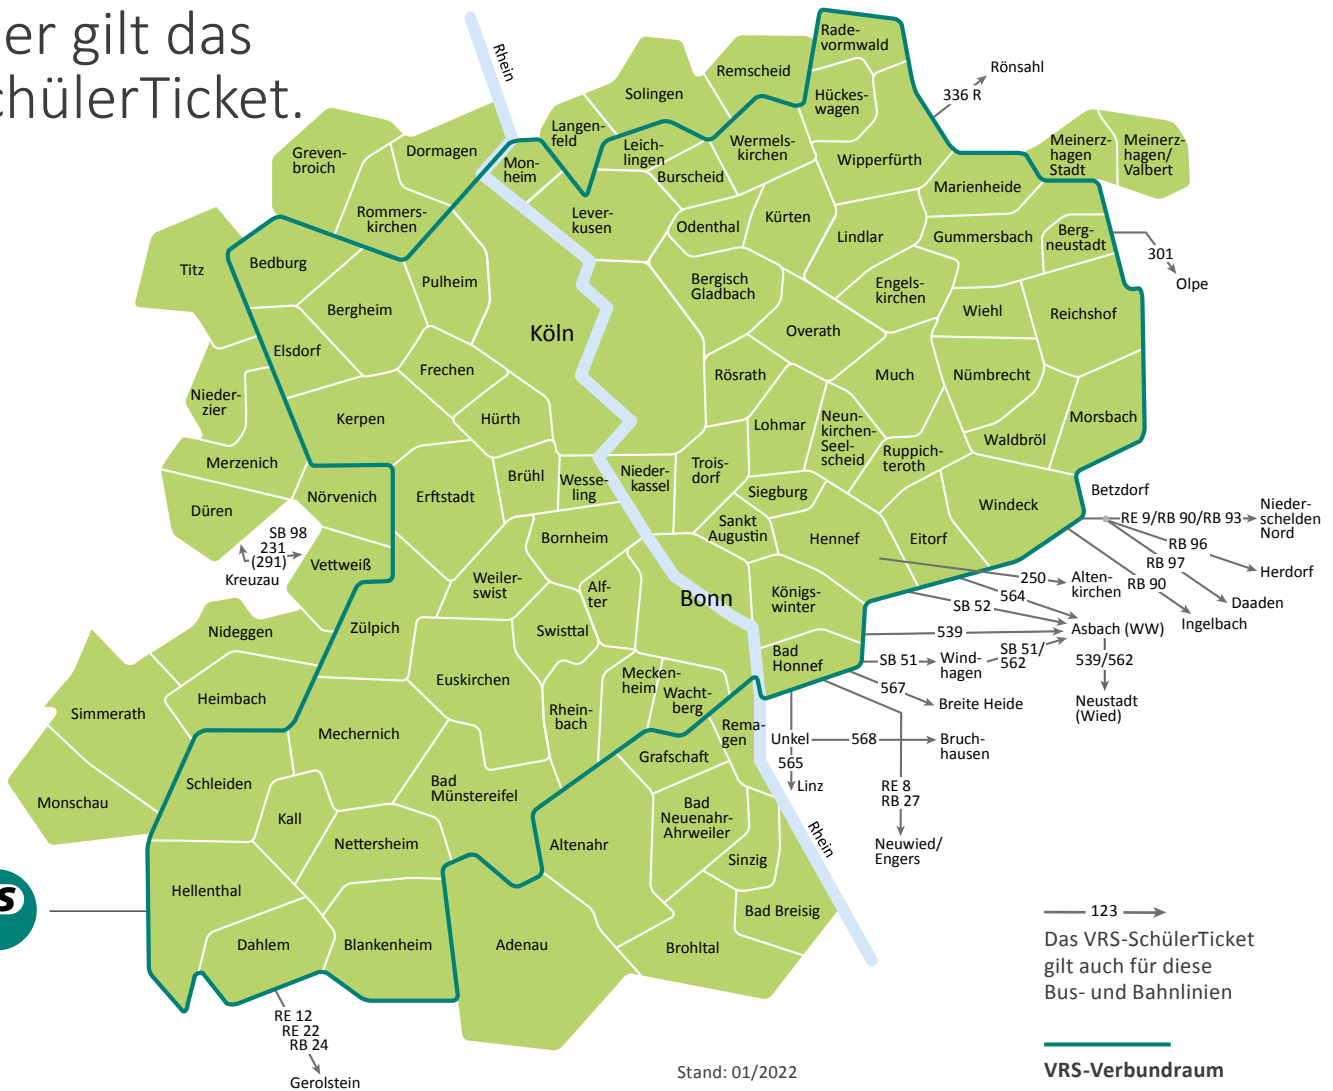 er gilt das
chülerTicket.
Rhein
Rade-
vormwald
Rönsahl
336 R
Remscheid
Solingen
Hückes-
wagen
Langen-
feld
Leich-
lingen
Wermels-
kirchen
Meinerz-
hagen
Stadt
Meinerz-
hagen/
Valbert
Greven-
broich
Dormagen
Mon-
heim
Burscheid
Wipperfürth
Marienheide
Rommers-
kirchen
Lever-
kusen
Odenthal
Kürten
Lindlar
Gummersbach
Berg-
neustadt
301
Olpe
Titz
Bedburg
Pulheim
Bergheim
Bergisch
Gladbach
Engels-
kirchen
Wiehl
Reichshof
Köln
Overath
Elsdorf
Frechen
Rösrath
Much
Nümbrecht
Nieder-
zier
Kerpen
Hürth
Lohmar
Neun-
kirchen-
Seel-
scheid
Morsbach
Waldbröl
Ruppich-
teroth
Merzenich
Nörvenich
Erftstadt
Brühl
Wesse-
ling
Nieder-
kassel
Trois-
dorf
Siegburg
Windeck
Betzdorf
Düren
RE 9/RB 90/RB 93
Nieder-
schelden
Nord
SB 98
231
(291)
Kreuzau
Vettweiß
Bornheim
Sankt
Augustin
Hennef
Eitorf
RB 96
Herdorf
RB 97
Daaden
RB 90
Ingelbach
Weiler-
swist
Alf-
ter
Bonn
Königs-
winter
250
Alten-
kirchen
564
SB 52
Asbach (WW)
539
Nideggen
Zülpich
Swisttal
Bad
Honnef
SB 51
Wind-
hagen
SB 51/
562
539/562
Neustadt
(Wied)
Heimbach
Euskirchen
Mecken-
heim
Wacht-
berg
567
Breite Heide
Simmerath
Rhein-
bach
Mechernich
Rema-
gen
Unkel
568
Bruch-
hausen
565
Linz
Grafschaft
RE 8
RB 27
Neuwied/
Engers
Schleiden
Monschau
Bad
Münstereifel
Kall
Bad
Neuenahr-
Ahrweiler
Rhein
Nettersheim
Altenahr
Sinzig
Hellenthal
s
Bad Breisig
Dahlem
Blankenheim
Adenau
Brohltal
123
Das VRS-SchülerTicket
gilt auch für diese
Bus- und Bahnlinien
RE 12
RE 22
RB 24
Gerolstein
Stand: 01/2022
VRS-Verbundraum